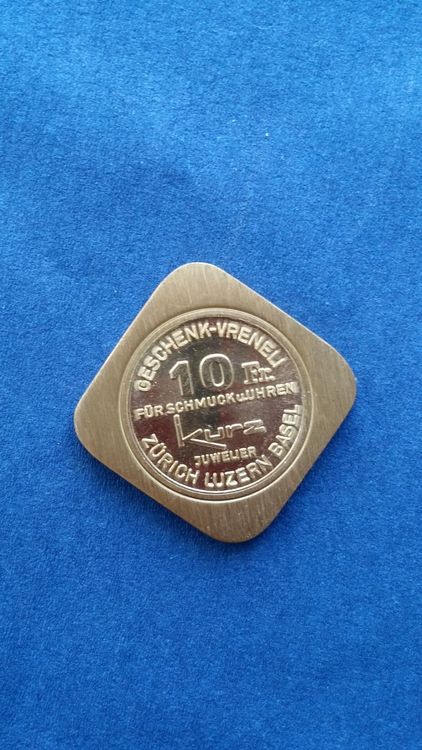 GESCHENK-VRENELI
10 Fr.
FÜR SCHMUCK u. UHREN
kurz
JUWELIER
ZÜRICH LUZERN BASEL